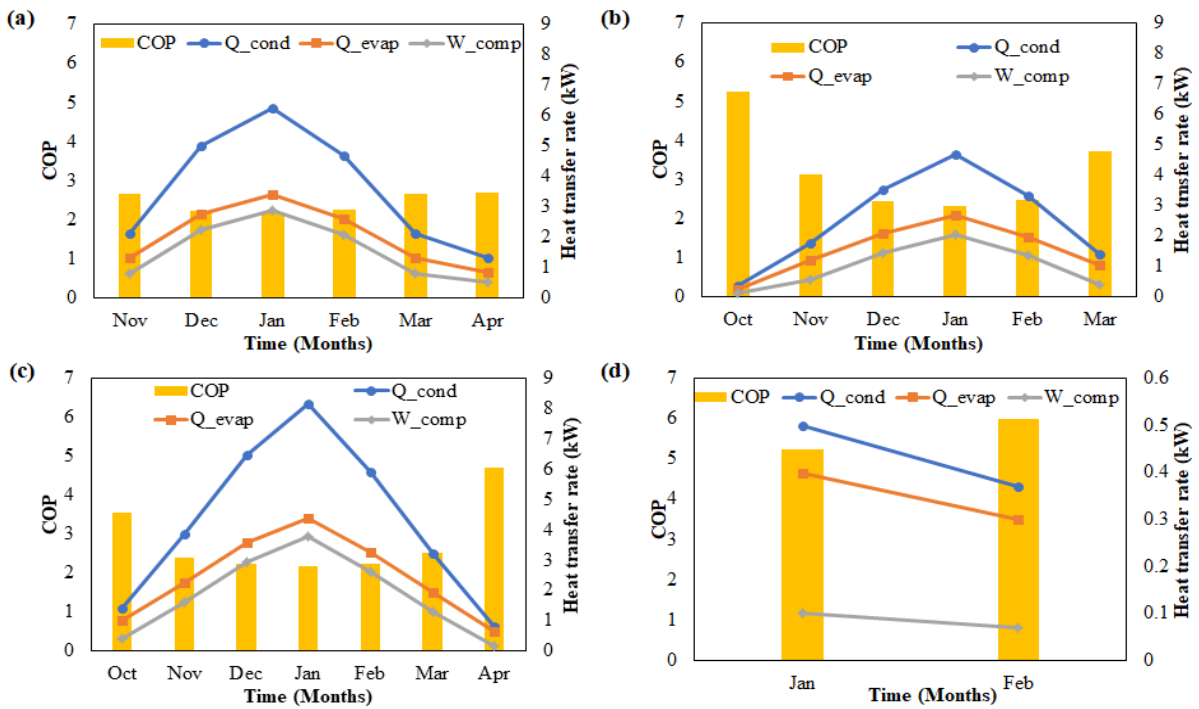 (a)
COP Q_cond Q_evap W_comp
7
6
5
4
3
2
1
0
COP
9
8
7
6
5
4
3
2
1
0
Heat transfer rate (kW)
Nov Dec Jan Feb Mar Apr
Time (Months)
(b)
COP Q_cond
Q_evap W_comp
7
6
5
4
3
2
1
0
COP
9
8
7
6
5
4
3
2
1
0
Heat transfer rate (kW)
Oct Nov Dec Jan Feb Mar
Time (Months)
(c)
COP Q_cond
Q_evap W_comp
7
6
5
4
3
2
1
0
COP
9
8
7
6
5
4
3
2
1
0
Heat transfer rate (kW)
Oct Nov Dec Jan Feb Mar Apr
Time (Months)
(d)
COP Q_cond Q_evap W_comp
7
6
5
4
3
2
1
0
COP
0.6
0.5
0.4
0.3
0.2
0.1
0
Heat transfer rate (kW)
Jan Feb
Time (Months)